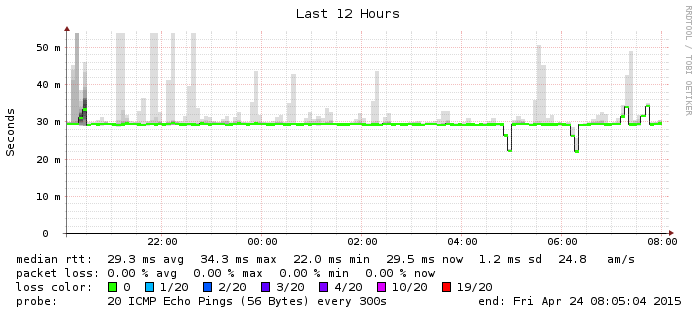 Last 12 Hours
RRDTOOL / TOBI OETIKER
Seconds
50 m
40 m
30 m
20 m
10 m
0
22:00 00:00 02:00 04:00 06:00 08:00
median rtt: 29.3 ms avg 34.3 ms max 22.0 ms min 29.5 ms now 1.2 ms sd 24.8 am/s
packet loss: 0.00 % avg 0.00 % max 0.00 % min 0.00 % now
loss color: 0 1/20 2/20 3/20 4/20 10/20 19/20
probe: 20 ICMP Echo Pings (56 Bytes) every 300s end: Fri Apr 24 08:05:04 2015